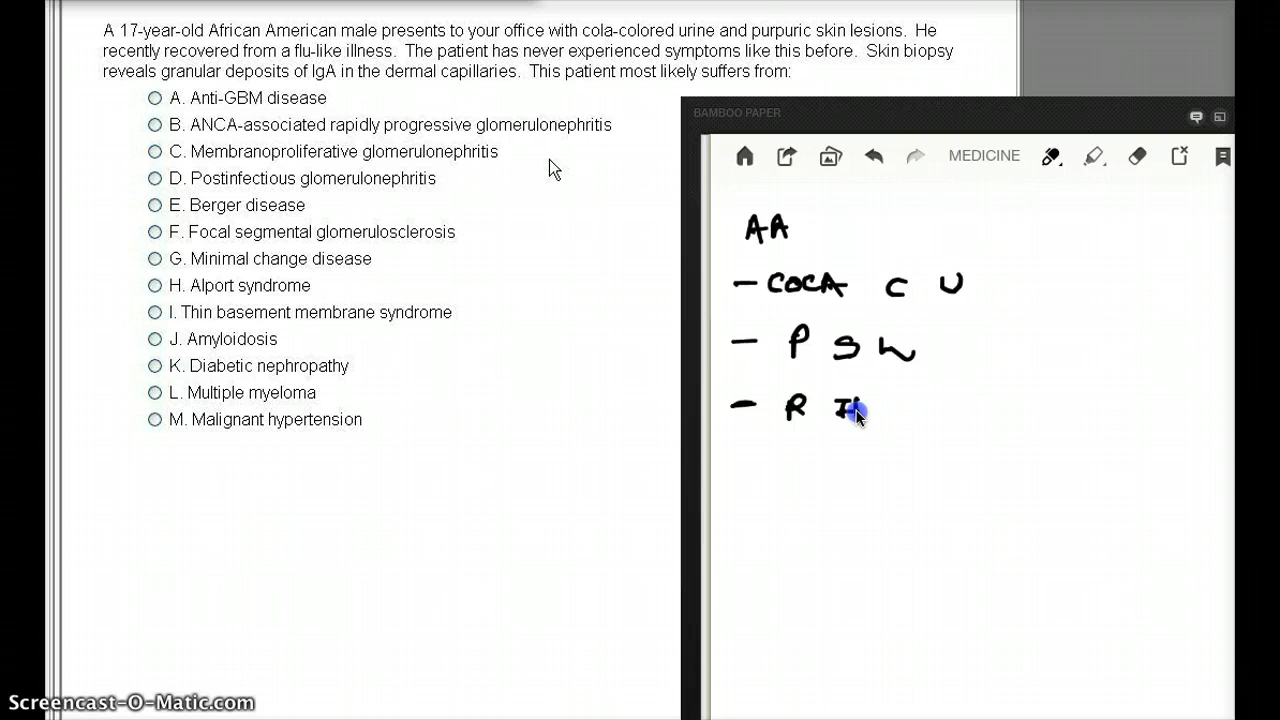 A 17-year-old African American male presents to your office with cola-colored urine and purpuric skin lesions.  He
recently recovered from a flu-like illness.  The patient has never experienced symptoms like this before.  Skin biopsy
reveals granular deposits of IgA in the dermal capillaries.  This patient most likely suffers from:
A. Anti-GBM disease
B. ANCA-associated rapidly progressive glomerulonephritis
C. Membranoproliferative glomerulonephritis
D. Postinfectious glomerulonephritis
E. Berger disease
F. Focal segmental glomerulosclerosis
G. Minimal change disease
H. Alport syndrome
I. Thin basement membrane syndrome
J. Amyloidosis
K. Diabetic nephropathy
L. Multiple myeloma
M. Malignant hypertension
BAMBOO PAPER
MEDICINE
AA
- COCA C U
- P S L
- R
Screencast-O-Matic.com